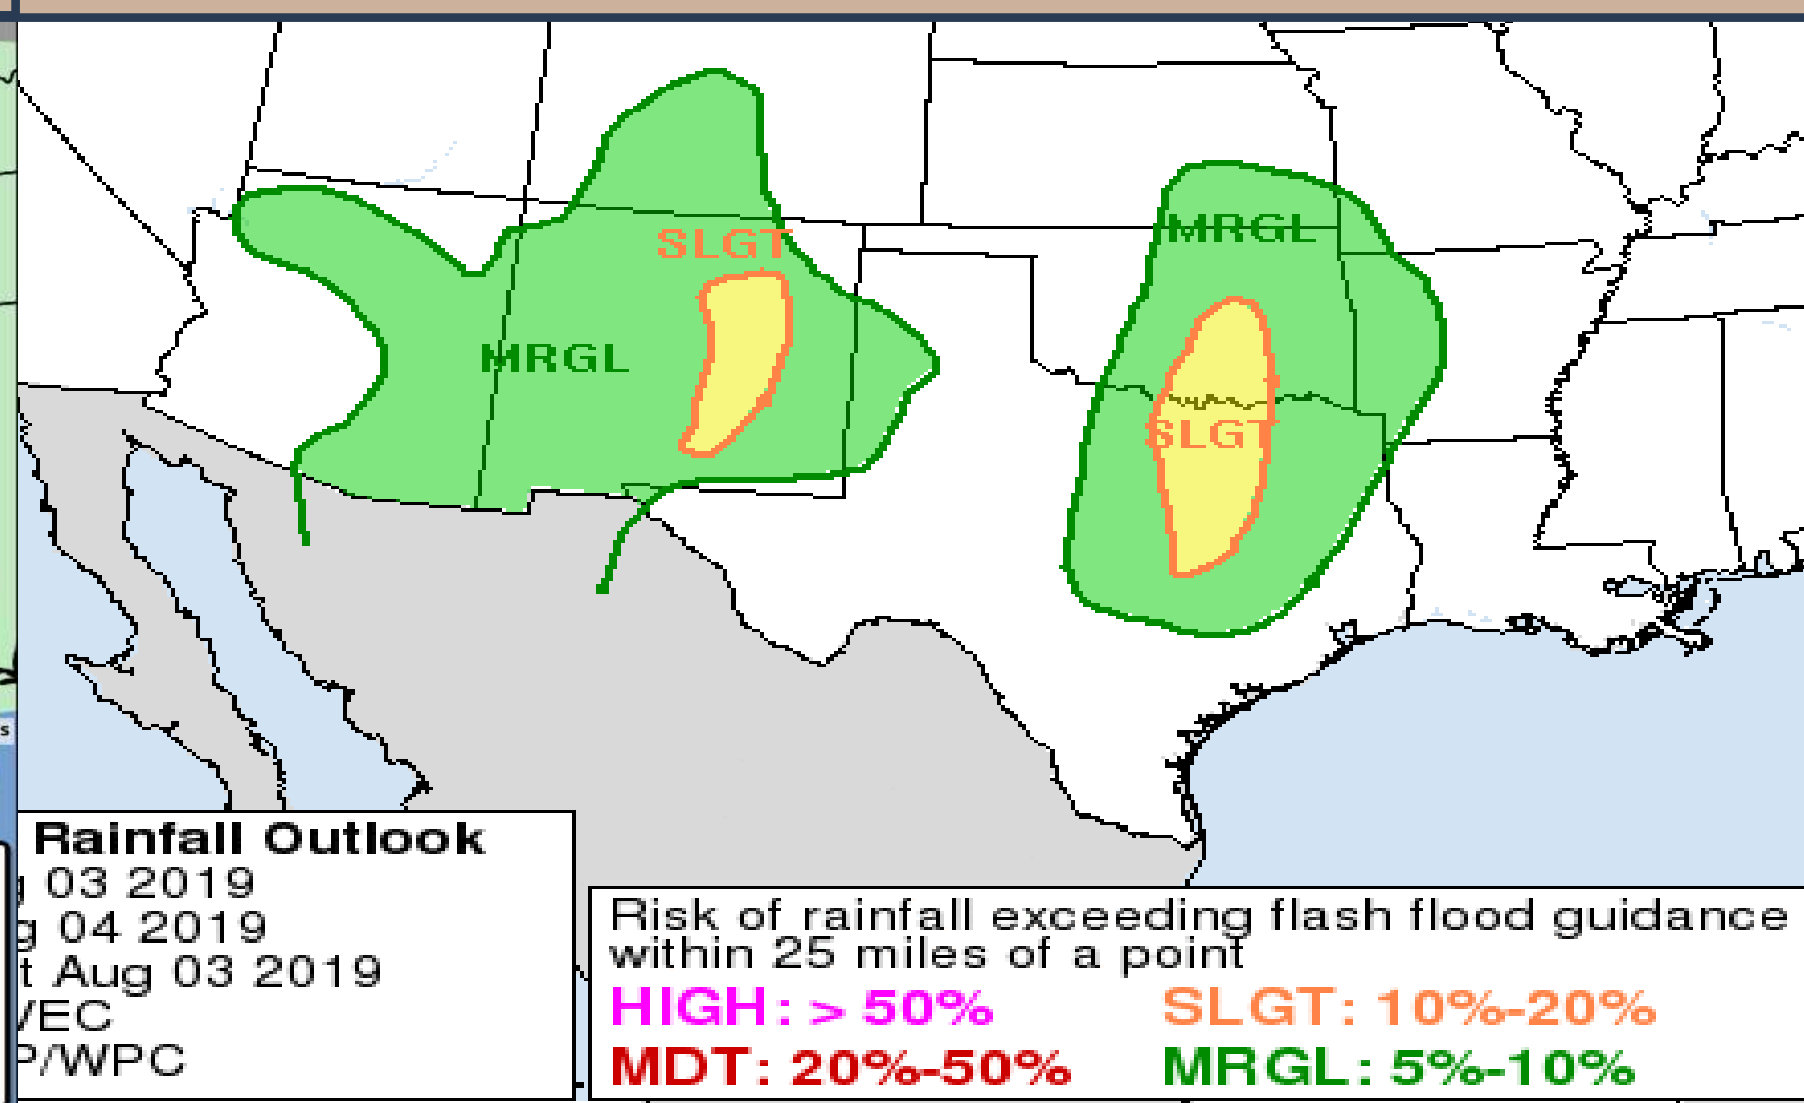 SLGT
MRGL
MRGL
SLGT
s
Rainfall Outlook
03 2019
g 04 2019
t Aug 03 2019
VEC
P/WPC
Risk of rainfall exceeding flash flood guidance
within 25 miles of a point
HIGH: > 50% SLGT: 10%-20%
MDT: 20%-50% MRGL: 5%-10%